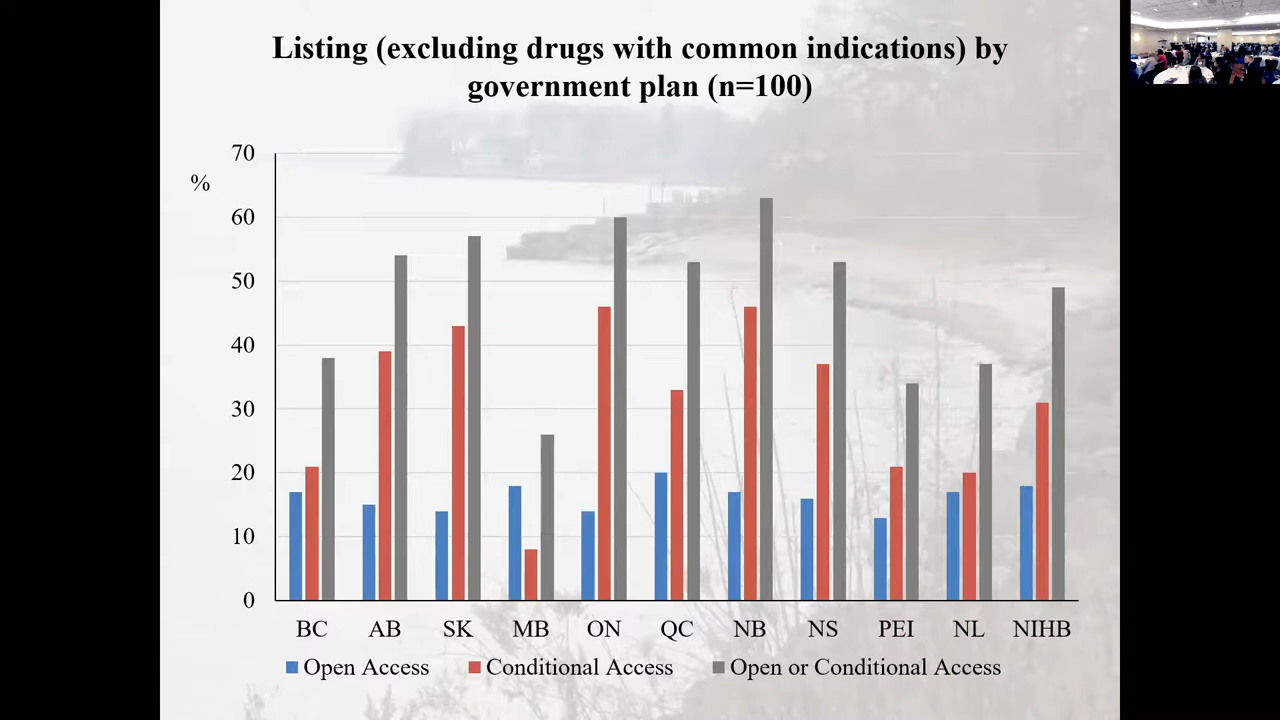 Listing (excluding drugs with common indications) by
government plan (n=100)
%
70
60
50
40
30
20
10
0
BC AB SK MB ON QC NB NS PEI NL NIHB
Open Access Conditional Access Open or Conditional Access